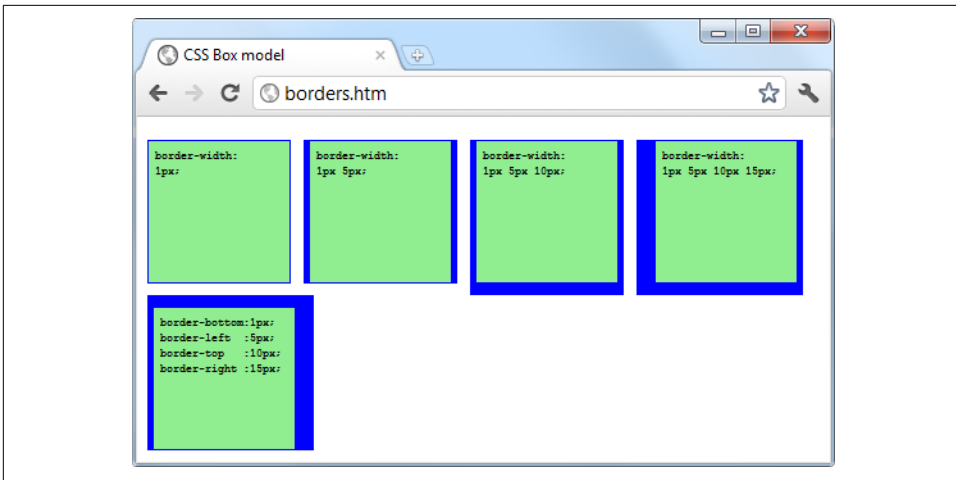 CSS Box model
borders.htm
border-width:
1px;
border-width:
1px 5px;
border-width:
1px 5px 10px;
border-width:
1px 5px 10px 15px;
border-bottom:1px;
border-left  :5px;
border-top   :10px;
border-right :15px;